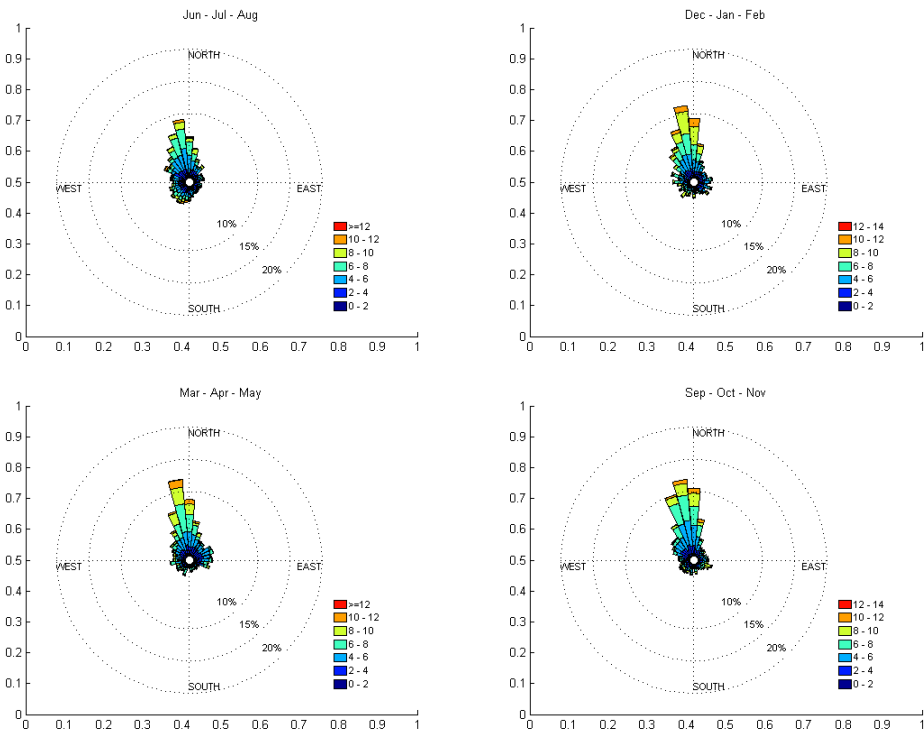 Jun - Jul - Aug
1
0.9
0.8
0.7
0.6
0.5
0.4
0.3
0.2
0.1
0
0
0.1
0.2
0.3
0.4
0.5
0.6
0.7
0.8
0.9
1
NORTH
WEST
EAST
SOUTH
10%
15%
20%
>=12
10 - 12
8 - 10
6 - 8
4 - 6
2 - 4
0 - 2
Dec - Jan - Feb
1
0.9
0.8
0.7
0.6
0.5
0.4
0.3
0.2
0.1
0
0
0.1
0.2
0.3
0.4
0.5
0.6
0.7
0.8
0.9
1
NORTH
WEST
EAST
SOUTH
10%
15%
20%
12 - 14
10 - 12
8 - 10
6 - 8
4 - 6
2 - 4
0 - 2
Mar - Apr - May
1
0.9
0.8
0.7
0.6
0.5
0.4
0.3
0.2
0.1
0
0
0.1
0.2
0.3
0.4
0.5
0.6
0.7
0.8
0.9
1
NORTH
WEST
EAST
SOUTH
10%
15%
20%
>=12
10 - 12
8 - 10
6 - 8
4 - 6
2 - 4
0 - 2
Sep - Oct - Nov
1
0.9
0.8
0.7
0.6
0.5
0.4
0.3
0.2
0.1
0
0
0.1
0.2
0.3
0.4
0.5
0.6
0.7
0.8
0.9
1
NORTH
WEST
EAST
SOUTH
10%
15%
20%
12 - 14
10 - 12
8 - 10
6 - 8
4 - 6
2 - 4
0 - 2